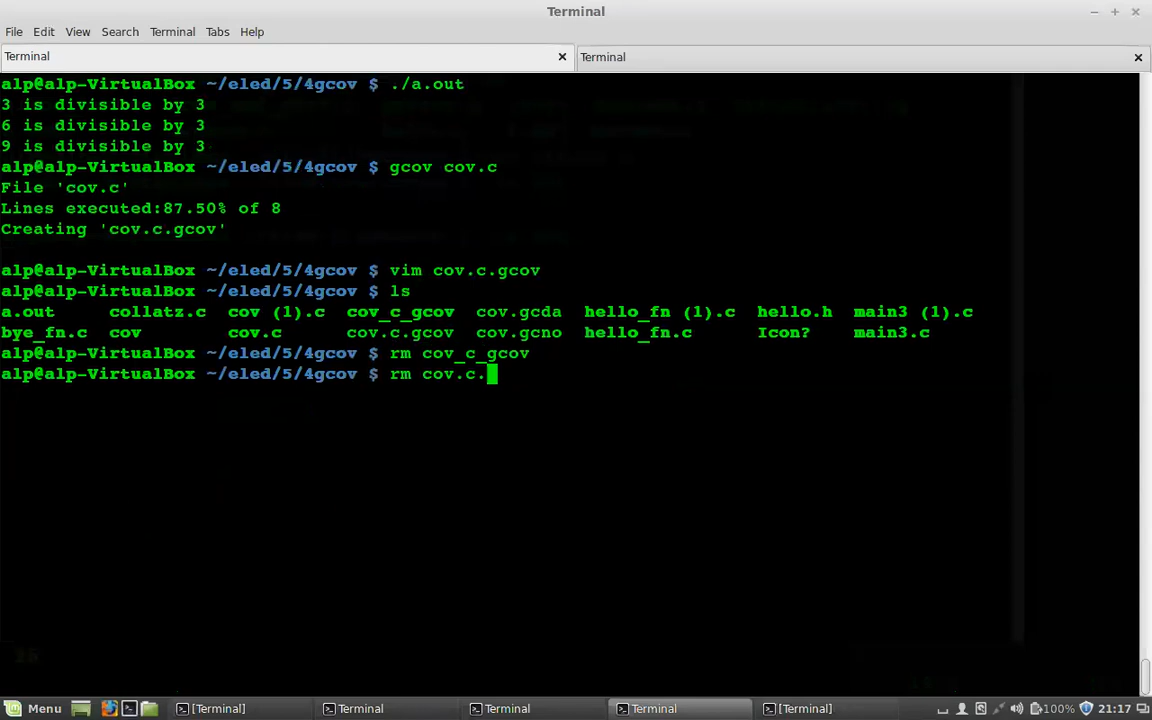 Terminal
File Edit View Search Terminal Tabs Help
Terminal Terminal
alp@alp-VirtualBox ~/eled/5/4gcov $ ./a.out
3 is divisible by 3
6 is divisible by 3
9 is divisible by 3
alp@alp-VirtualBox ~/eled/5/4gcov $ gcov cov.c
File 'cov.c'
Lines executed:87.50% of 8
Creating 'cov.c.gcov'
alp@alp-VirtualBox ~/eled/5/4gcov $ vim cov.c.gcov
alp@alp-VirtualBox ~/eled/5/4gcov $ ls
a.out collatz.c cov (1).c cov_c_gcov cov.gcda hello_fn (1).c hello.h main3 (1).c
bye_fn.c cov cov.c cov.c.gcov cov.gcno hello_fn.c Icon? main3.c
alp@alp-VirtualBox ~/eled/5/4gcov $ rm cov_c_gcov
alp@alp-VirtualBox ~/eled/5/4gcov $ rm cov.c.
Menu [Terminal] Terminal Terminal Terminal [Terminal] 100% 21:17